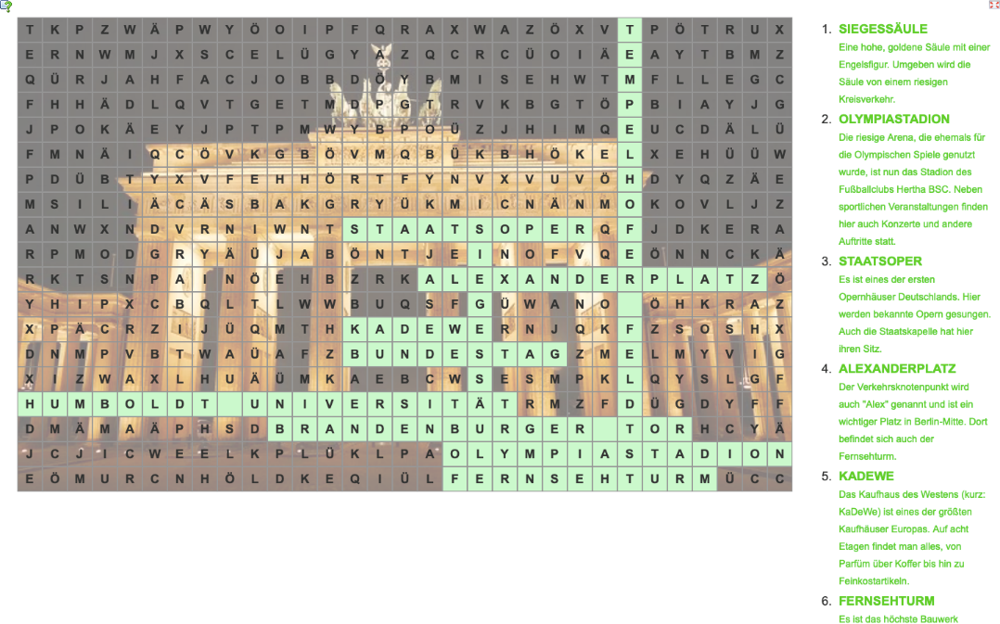 T K P Z W Ä P W Y Ö O I P F Q R A X W A Z Ö X V T P Ö T R U X
E R N W M J X S C E L Ü G Y A Z Q C R C Ü O I Ä E A Y T B M Z
Q Ü R J A H F A C J O B B D Ö Y B M I S E H W T M F L L E G C
F H H Ä D L Q V T G E T M D P G T R V K B G T Ö P B I A Y J G
J P O K Ä E Y J P T P M W Y B F O Ü Z J H I M Q E U C D Ä L Ü
F M N Ä I Q C Ö V K G B Ö V M Q B Ü K B H Ö K E L X E H Ü Ü W
P D Ü B T Y X V F E H H Ö R T F Y N V X V U V Ö H D Y Q Z Ä E
M S I L I Ä C Ä S B A K G R Y Ü K M I C N Ä N M O K O V L J Z
A N W X N D V R N I W N T S T A A T S O P E R Q F J D K E R A
R P M O D G R Y Ä Ü J A B Ö N T J E I N O F V Q E Ö N N C K Ä
R K T S N P A I N Ö E H B Z R K A L E X A N D E R P L A T Z Ö
Y H I P X C B Q L T L W W B U Q S F G Ü W A N O Ö H K R A Z
X P Ä C R Z I J Ü Q M T H K A D E W E R N J Q K F Z S O S H X
D N M P V B T W A Ü A F Z B U N D E S T A G Z M E L M Y V I G
X I Z W A X L H U Ä Ü M K A E B C W S E S M P K L Q Y S L G F
H U M B O L D T U N I V E R S I T Ä T R M Z F D Ü G D Y F F
D M Ä M A Ä P H S D B R A N D E N B U R G E R T O R H C Y Ä
J C J I C W E E L K P L Ü K L P A O L Y M P I A S T A D I O N
E Ö M U R C N H Ö L D K E Q I Ü L F E R N S E H T U R M Ü C C
1. SIEGESSÄULE
Eine hohe, goldene Säule mit einer
Engelsfigur. Umgeben wird die
Säule von einem riesigen
Kreisverkehr.
2. OLYMPIASTADION
Die riesige Arena, die ehemals für
die Olympischen Spiele genutzt
wurde, ist nun das Stadion des
Fußballclubs Hertha BSC. Neben
sportlichen Veranstaltungen finden
hier auch Konzerte und andere
Auftritte statt.
3. STAATSOPER
Es ist eines der ersten
Opernhäuser Deutschlands. Hier
werden bekannte Opern gesungen.
Auch die Staatskapelle hat hier
ihren Sitz.
4. ALEXANDERPLATZ
Der Verkehrsknotenpunkt wird
auch "Alex" genannt und ist ein
wichtiger Platz in Berlin-Mitte. Dort
befindet sich auch der
Fernsehturm.
5. KADEWE
Das Kaufhaus des Westens (kurz:
KaDeWe) ist eines der größten
Kaufhäuser Europas. Auf acht
Etagen findet man alles, von
Parfüm über Koffer bis hin zu
Feinkostartikeln.
6. FERNSEHTURM
Es ist das höchste Bauwerk